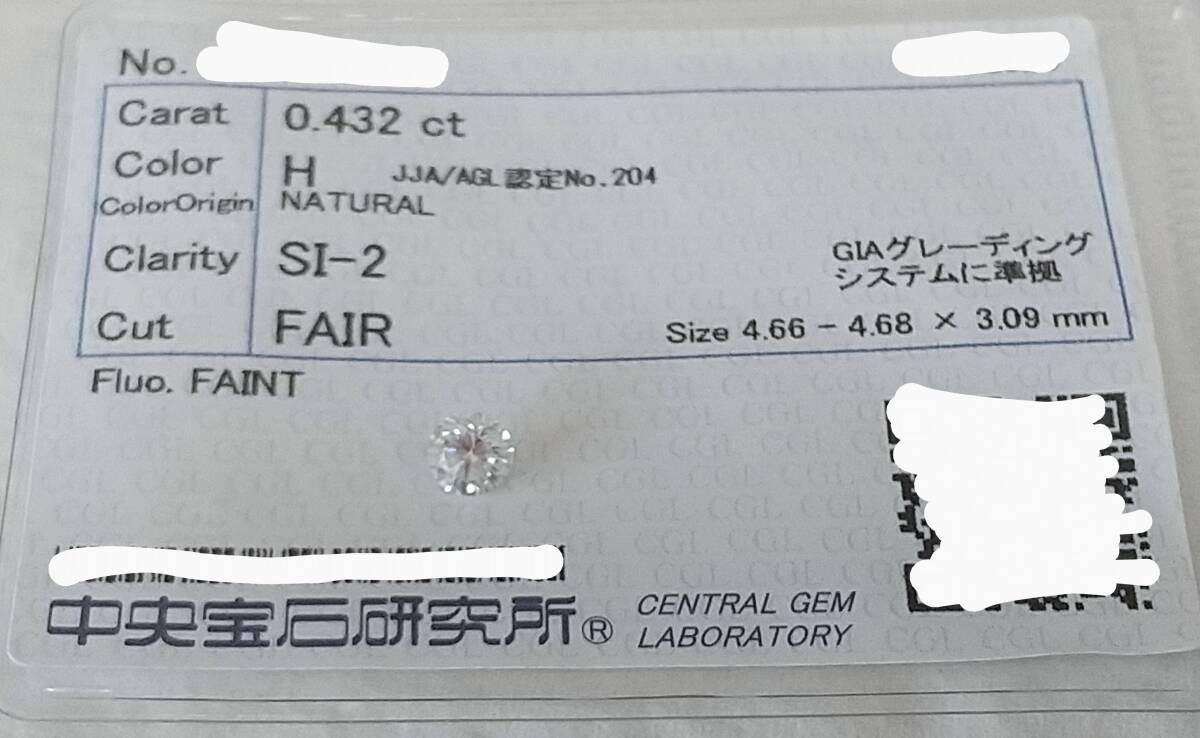 No.
Carat 0.432 ct
Color H JJA/AGL認定No.204
ColorOrigin NATURAL
Clarity SI-2
GIAグレーディング
システムに準拠
Cut FAIR Size 4.66 - 4.68 × 3.09 mm
Fluo. FAINT
中央宝石研究所®
CENTRAL GEM
LABORATORY